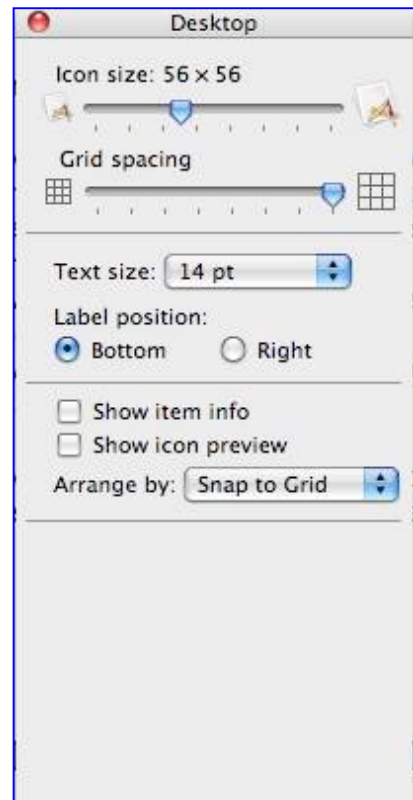 Desktop
Icon size: 56 × 56
Grid spacing
Text size: 14 pt
Label position:
Bottom Right
Show item info
Show icon preview
Arrange by: Snap to Grid